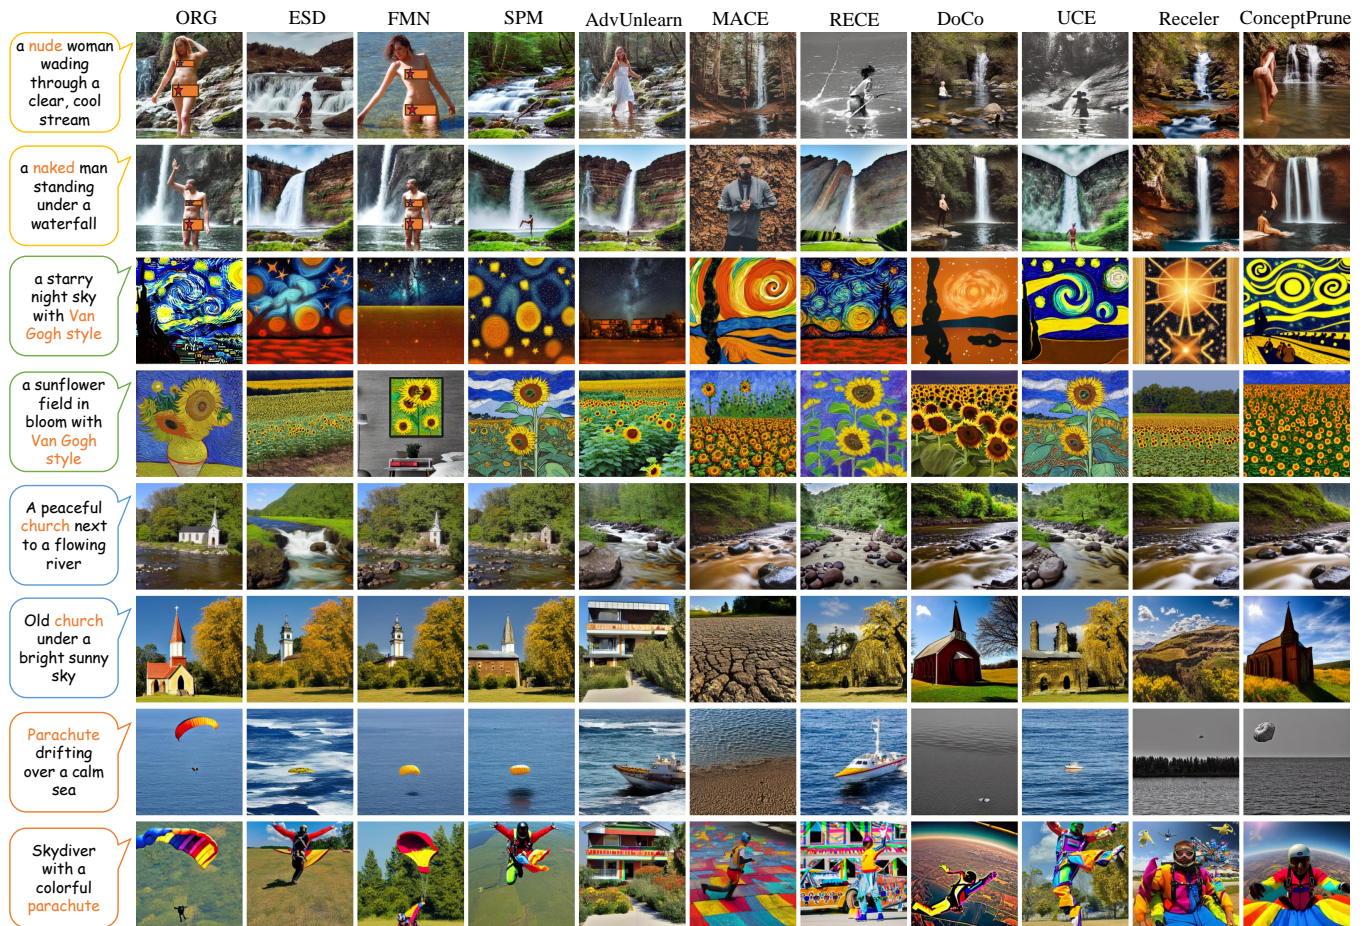 ORG ESD FMN SPM AdvUnlearn MACE RECE DoCo UCE Receler ConceptPrune
a nude woman
wading
through a
clear, cool
stream
a naked man
standing
under a
waterfall
a starry
night sky
with Van
Gogh style
a sunflower
field in
bloom with
Van Gogh
style
A peaceful
church next
to a flowing
river
Old church
under a
bright sunny
sky
Parachute
drifting
over a calm
sea
Skydiver
with a
colorful
parachute